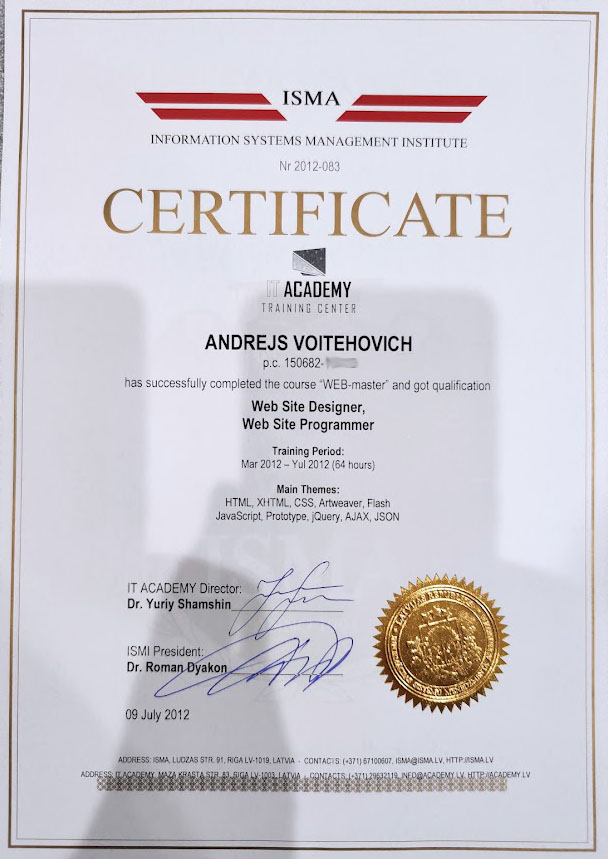 ISMA
INFORMATION SYSTEMS MANAGEMENT INSTITUTE
Nr 2012-083
CERTIFICATE
IT ACADEMY
TRAINING CENTER
ANDREJS VOITEHOVICH
p.c. 150682-
has successfully completed the course "WEB-master" and got qualification
Web Site Designer,
Web Site Programmer
Training Period:
Mar 2012 – Yul 2012 (64 hours)
Main Themes:
HTML, XHTML, CSS, Artweaver, Flash
JavaScript, Prototype, jQuery, AJAX, JSON
IT ACADEMY Director:
Dr. Yuriy Shamshin
ISMI President:
Dr. Roman Dyakon
09 July 2012
ADDRESS: ISMA, LUDZAS STR. 91, RIGA LV-1019, LATVIA - CONTACTS: (+371) 67100607, ISMA@ISMA.LV, HTTP://ISMA.LV
ADDRESS: IT ACADEMY, MAZA KRASTA STR. 83, RIGA LV-1003, LATVIA - CONTACTS: (+371) 29632119, INFO@ACADEMY.LV, HTTP://ACADEMY.LV